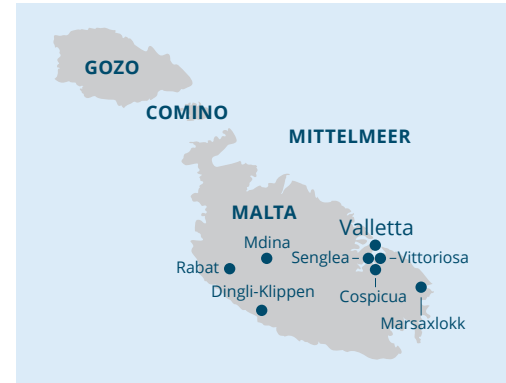 GOZO
COMINO
MITTELMEER
MALTA
Valletta
Mdina
Senglea
Vittoriosa
Rabat
Dingli-Klippen
Cospicua
Marsaxlokk